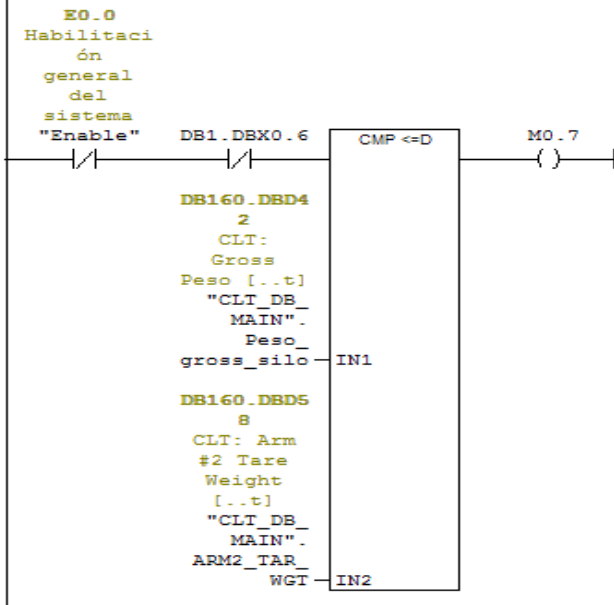 E0.0
Habilitaci
ón
general
del
sistema
"Enable"
DB1.DBX0.6
CMP <=D
M0.7
DB160.DBD4
2
CLT:
Gross
Peso [..t]
"CLT_DB_
MAIN".
Peso_
gross_silo
IN1
DB160.DBD5
8
CLT: Arm
#2 Tare
Weight
[..t]
"CLT_DB_
MAIN".
ARM2_TAR_
WGT
IN2